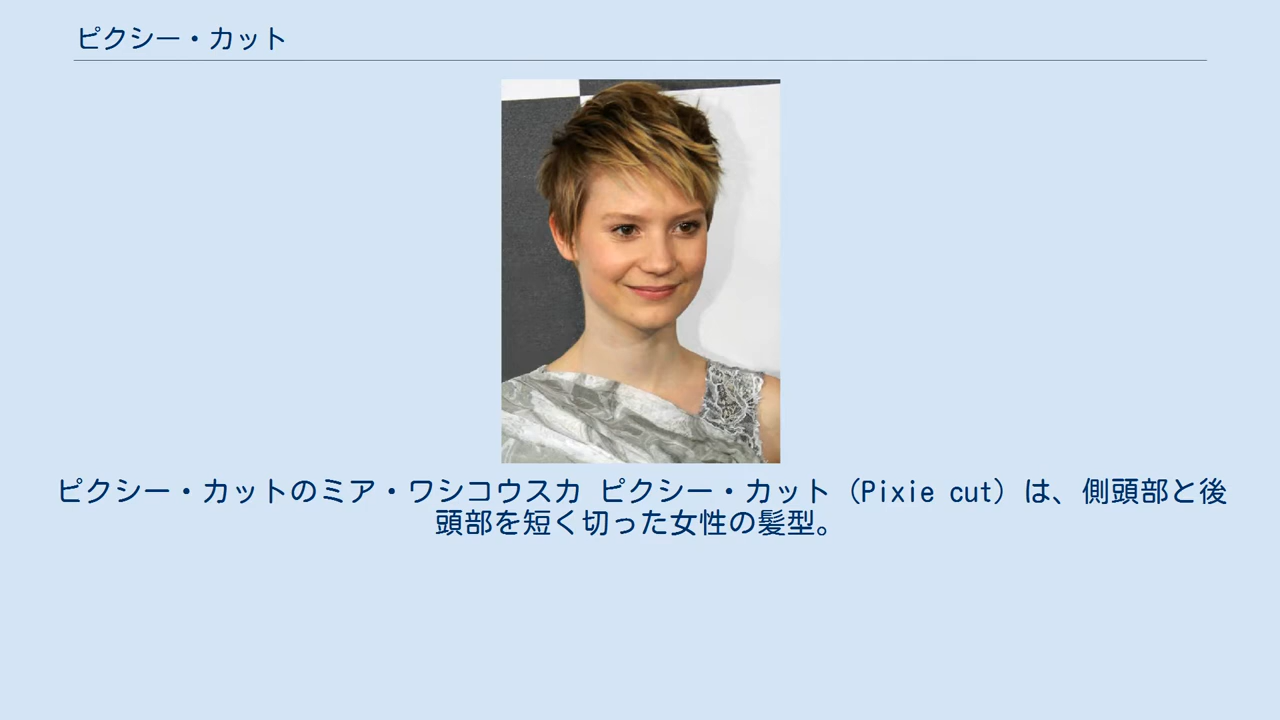 ピクシー・カット
ピクシー・カットのミア・ワシコウスカ ピクシー・カット（Pixie cut）は、側頭部と後
頭部を短く切った女性の髪型。